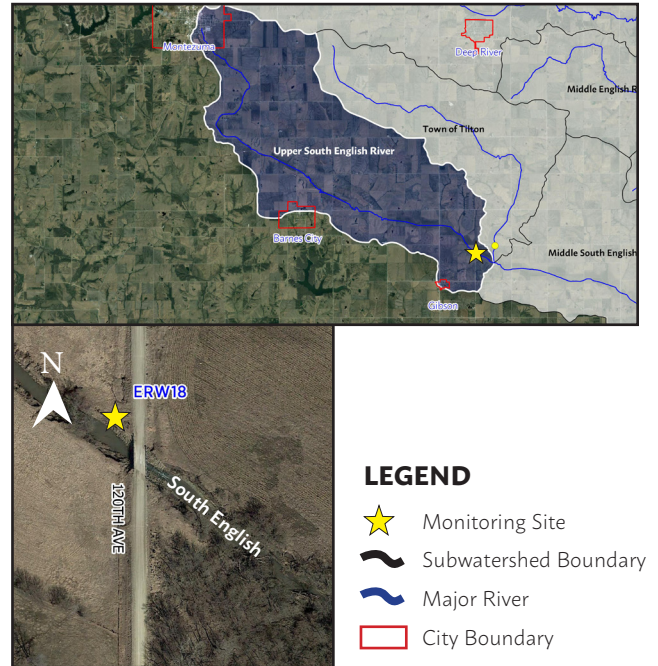 Montezuma
Deep River
Middle English R
Town of Tilton
Upper South English River
Barnes City
Middle South English
Gibson
N
ERW18
120TH AVE
South English
LEGEND
Monitoring Site
Subwatershed Boundary
Major River
City Boundary